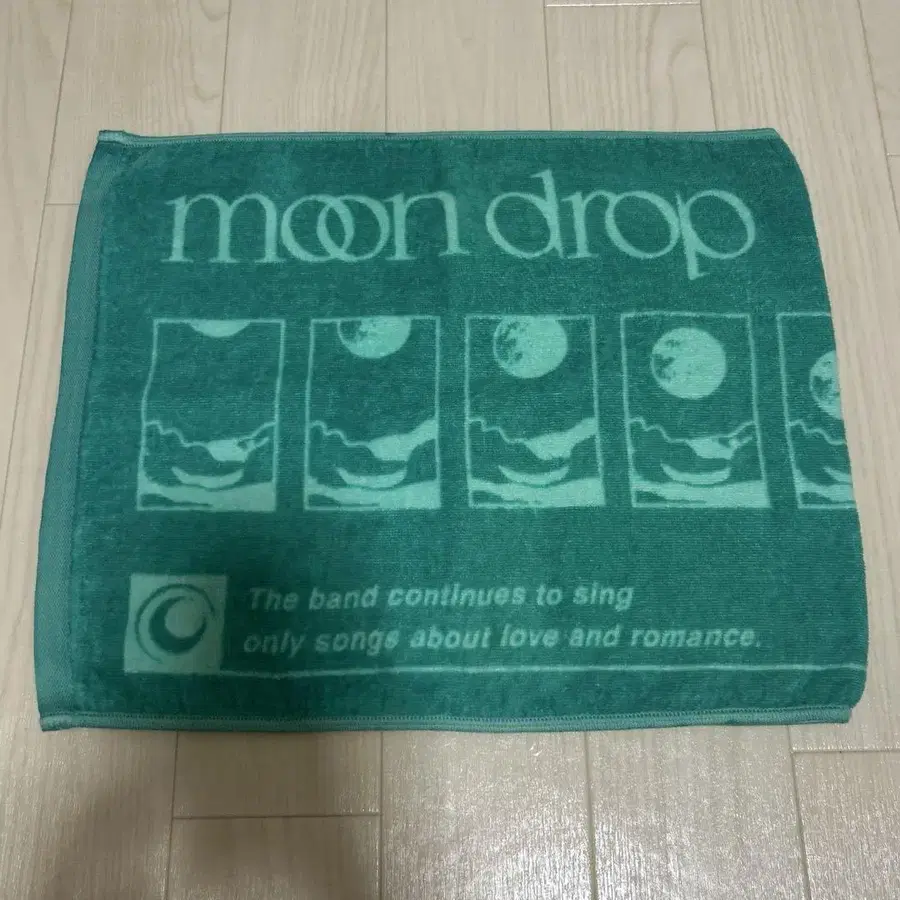 moon drop
The band continues to sing
only songs about love and romance.